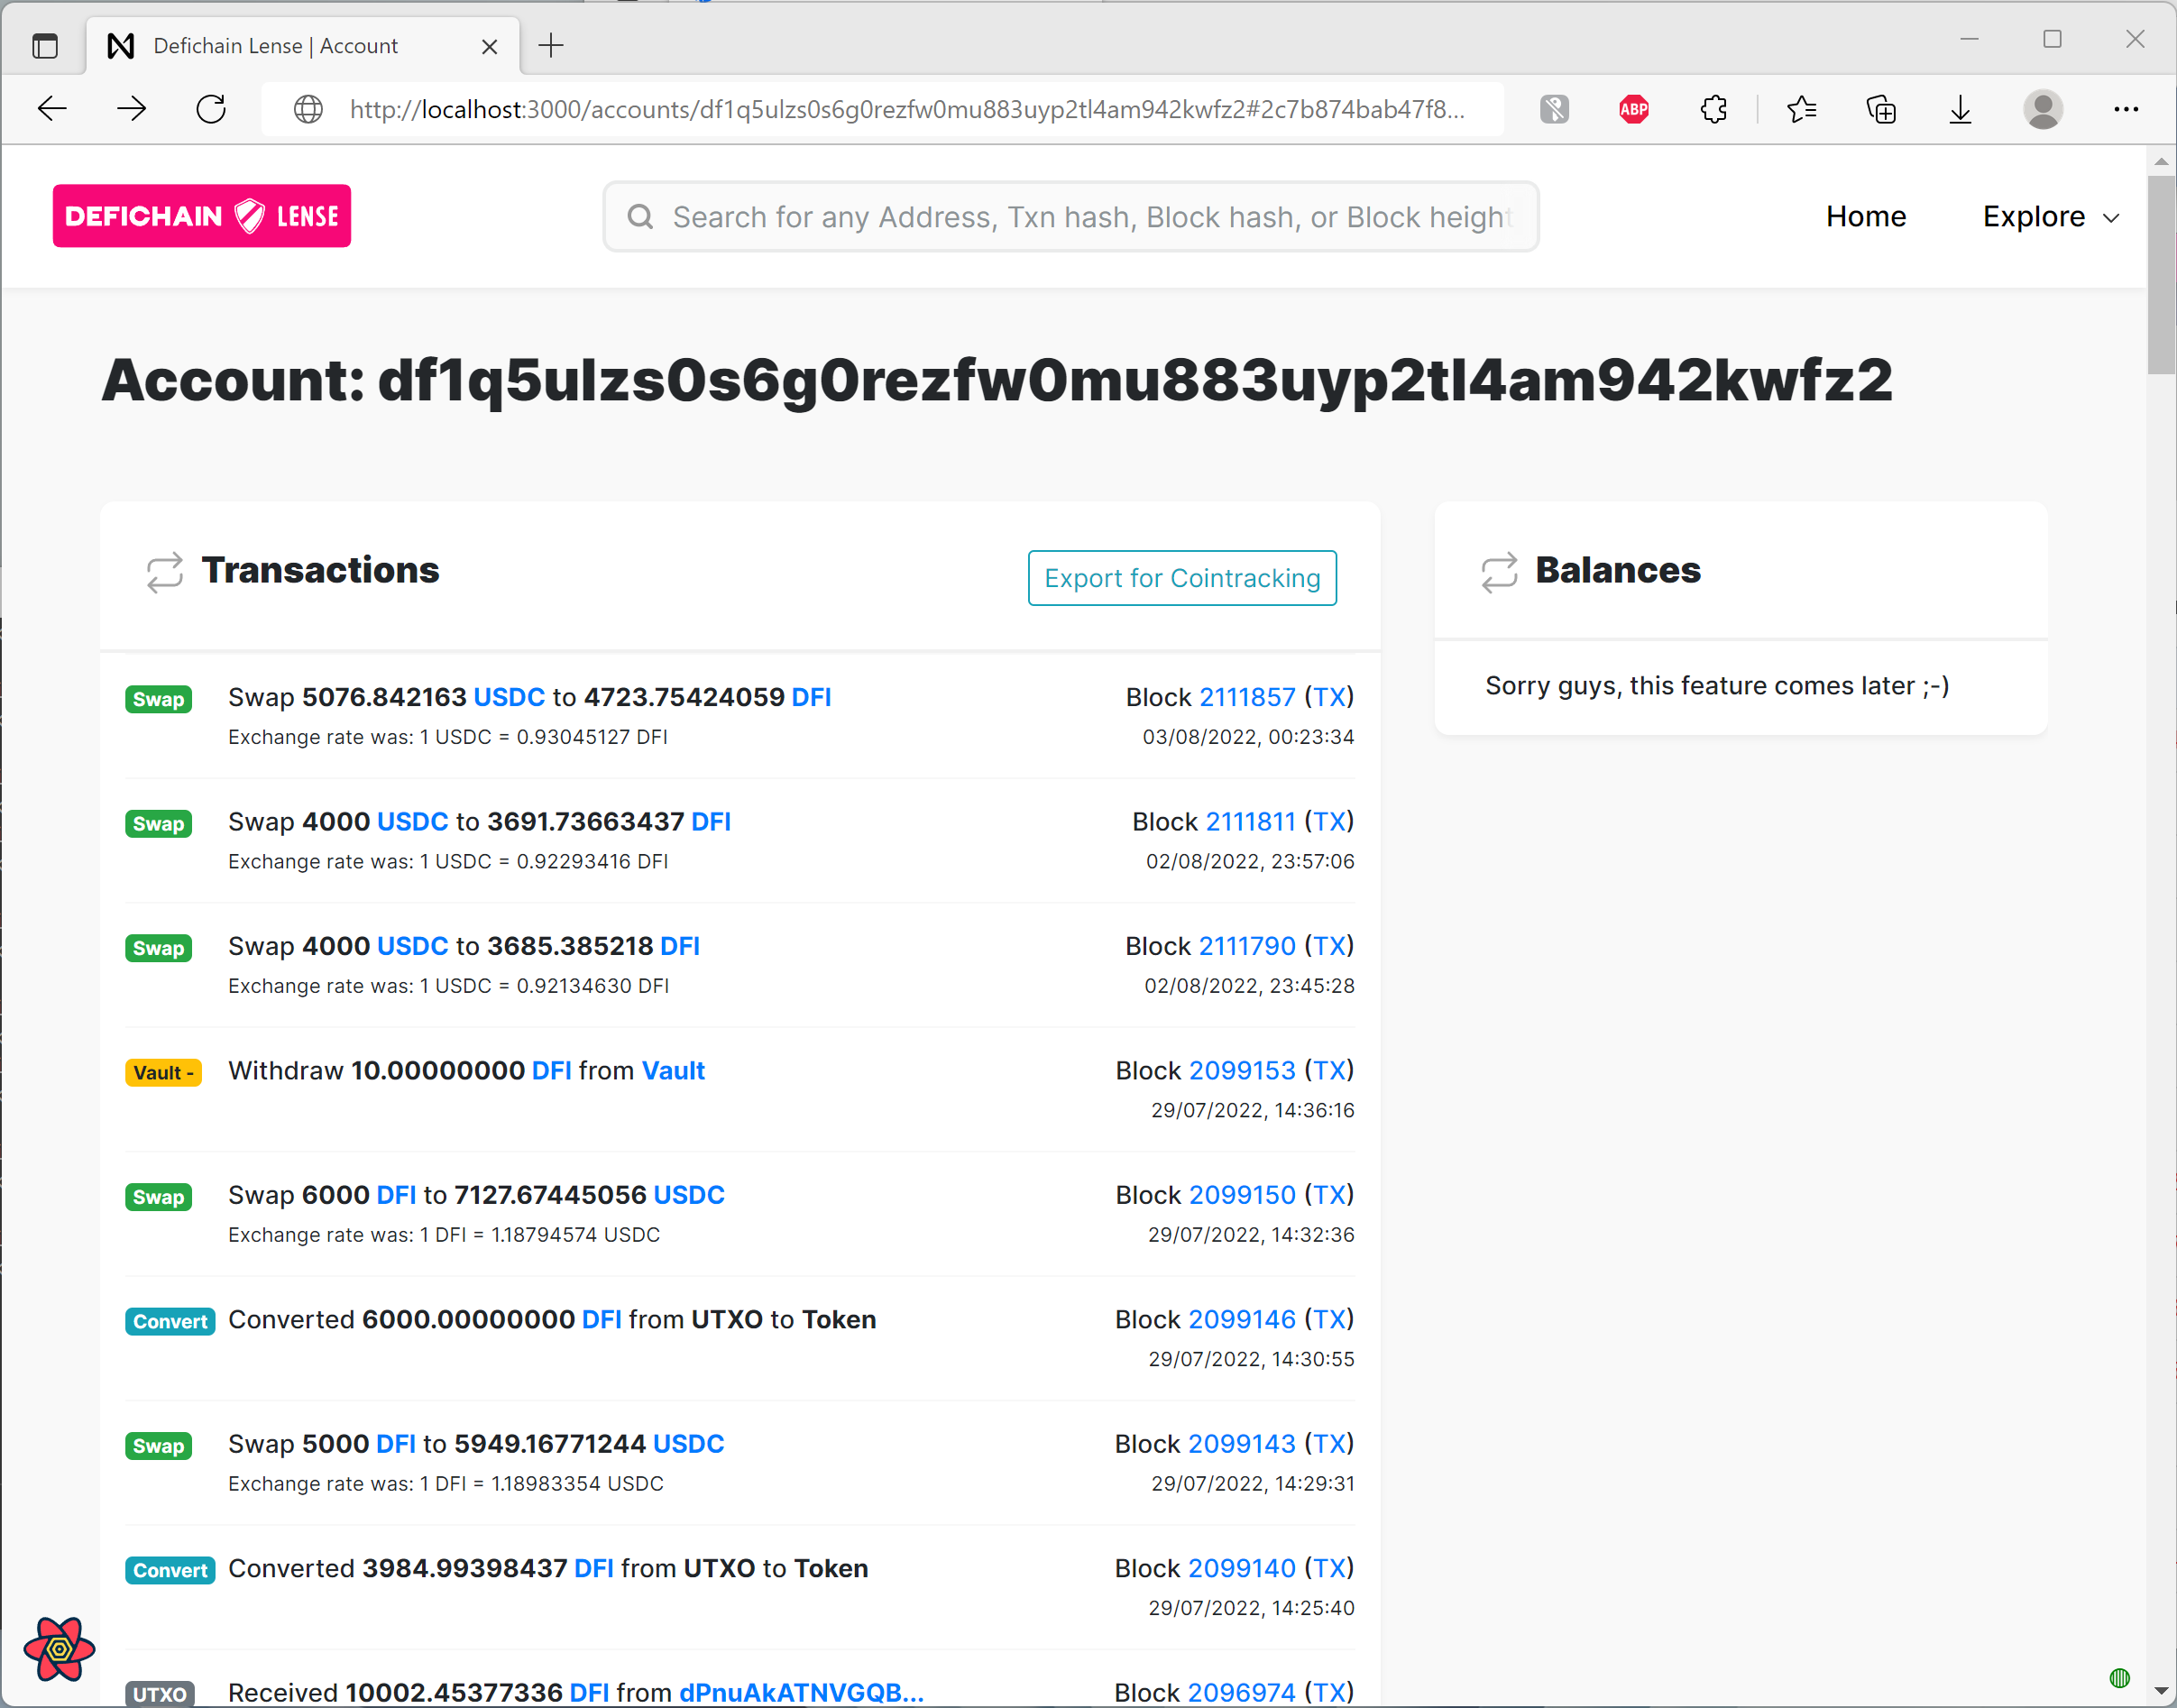 Defichain Lense | Account
http://localhost:3000/accounts/df1q5ulzs0s6g0rezfw0mu883uyp2tl4am942kwfz2#2c7b874bab47f8...
ABP
DEFICHAIN LENSE
Search for any Address, Txn hash, Block hash, or Block height
Home
Explore
Account: df1q5ulzs0s6g0rezfw0mu883uyp2tl4am942kwfz2
Transactions
Export for Cointracking
Swap Swap 5076.842163 USDC to 4723.75424059 DFI Block 2111857 (TX)
Exchange rate was: 1 USDC = 0.93045127 DFI 03/08/2022, 00:23:34
Swap Swap 4000 USDC to 3691.73663437 DFI Block 2111811 (TX)
Exchange rate was: 1 USDC = 0.92293416 DFI 02/08/2022, 23:57:06
Swap Swap 4000 USDC to 3685.385218 DFI Block 2111790 (TX)
Exchange rate was: 1 USDC = 0.92134630 DFI 02/08/2022, 23:45:28
Vault - Withdraw 10.00000000 DFI from Vault Block 2099153 (TX)
29/07/2022, 14:36:16
Swap Swap 6000 DFI to 7127.67445056 USDC Block 2099150 (TX)
Exchange rate was: 1 DFI = 1.18794574 USDC 29/07/2022, 14:32:36
Convert Converted 6000.00000000 DFI from UTXO to Token Block 2099146 (TX)
29/07/2022, 14:30:55
Swap Swap 5000 DFI to 5949.16771244 USDC Block 2099143 (TX)
Exchange rate was: 1 DFI = 1.18983354 USDC 29/07/2022, 14:29:31
Convert Converted 3984.99398437 DFI from UTXO to Token Block 2099140 (TX)
29/07/2022, 14:25:40
UTXO Received 10002.45377336 DFI from dPnuAkATNVGQB... Block 2096974 (TX)
Balances
Sorry guys, this feature comes later ;-)